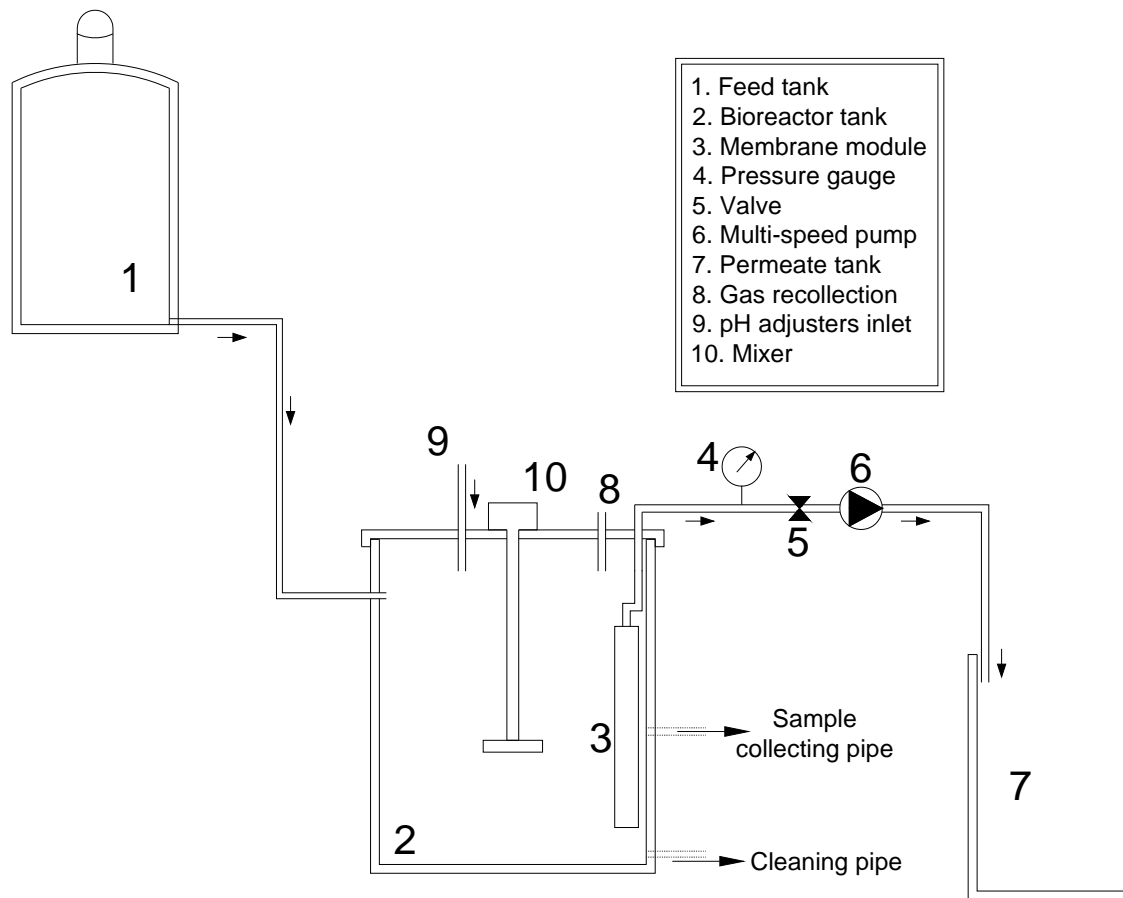 1. Feed tank
2. Bioreactor tank
3. Membrane module
4. Pressure gauge
5. Valve
6. Multi-speed pump
7. Permeate tank
8. Gas recollection
9. pH adjusters inlet
10. Mixer
1
9
10
8
4
6
5
3
Sample
collecting pipe
7
2
Cleaning pipe